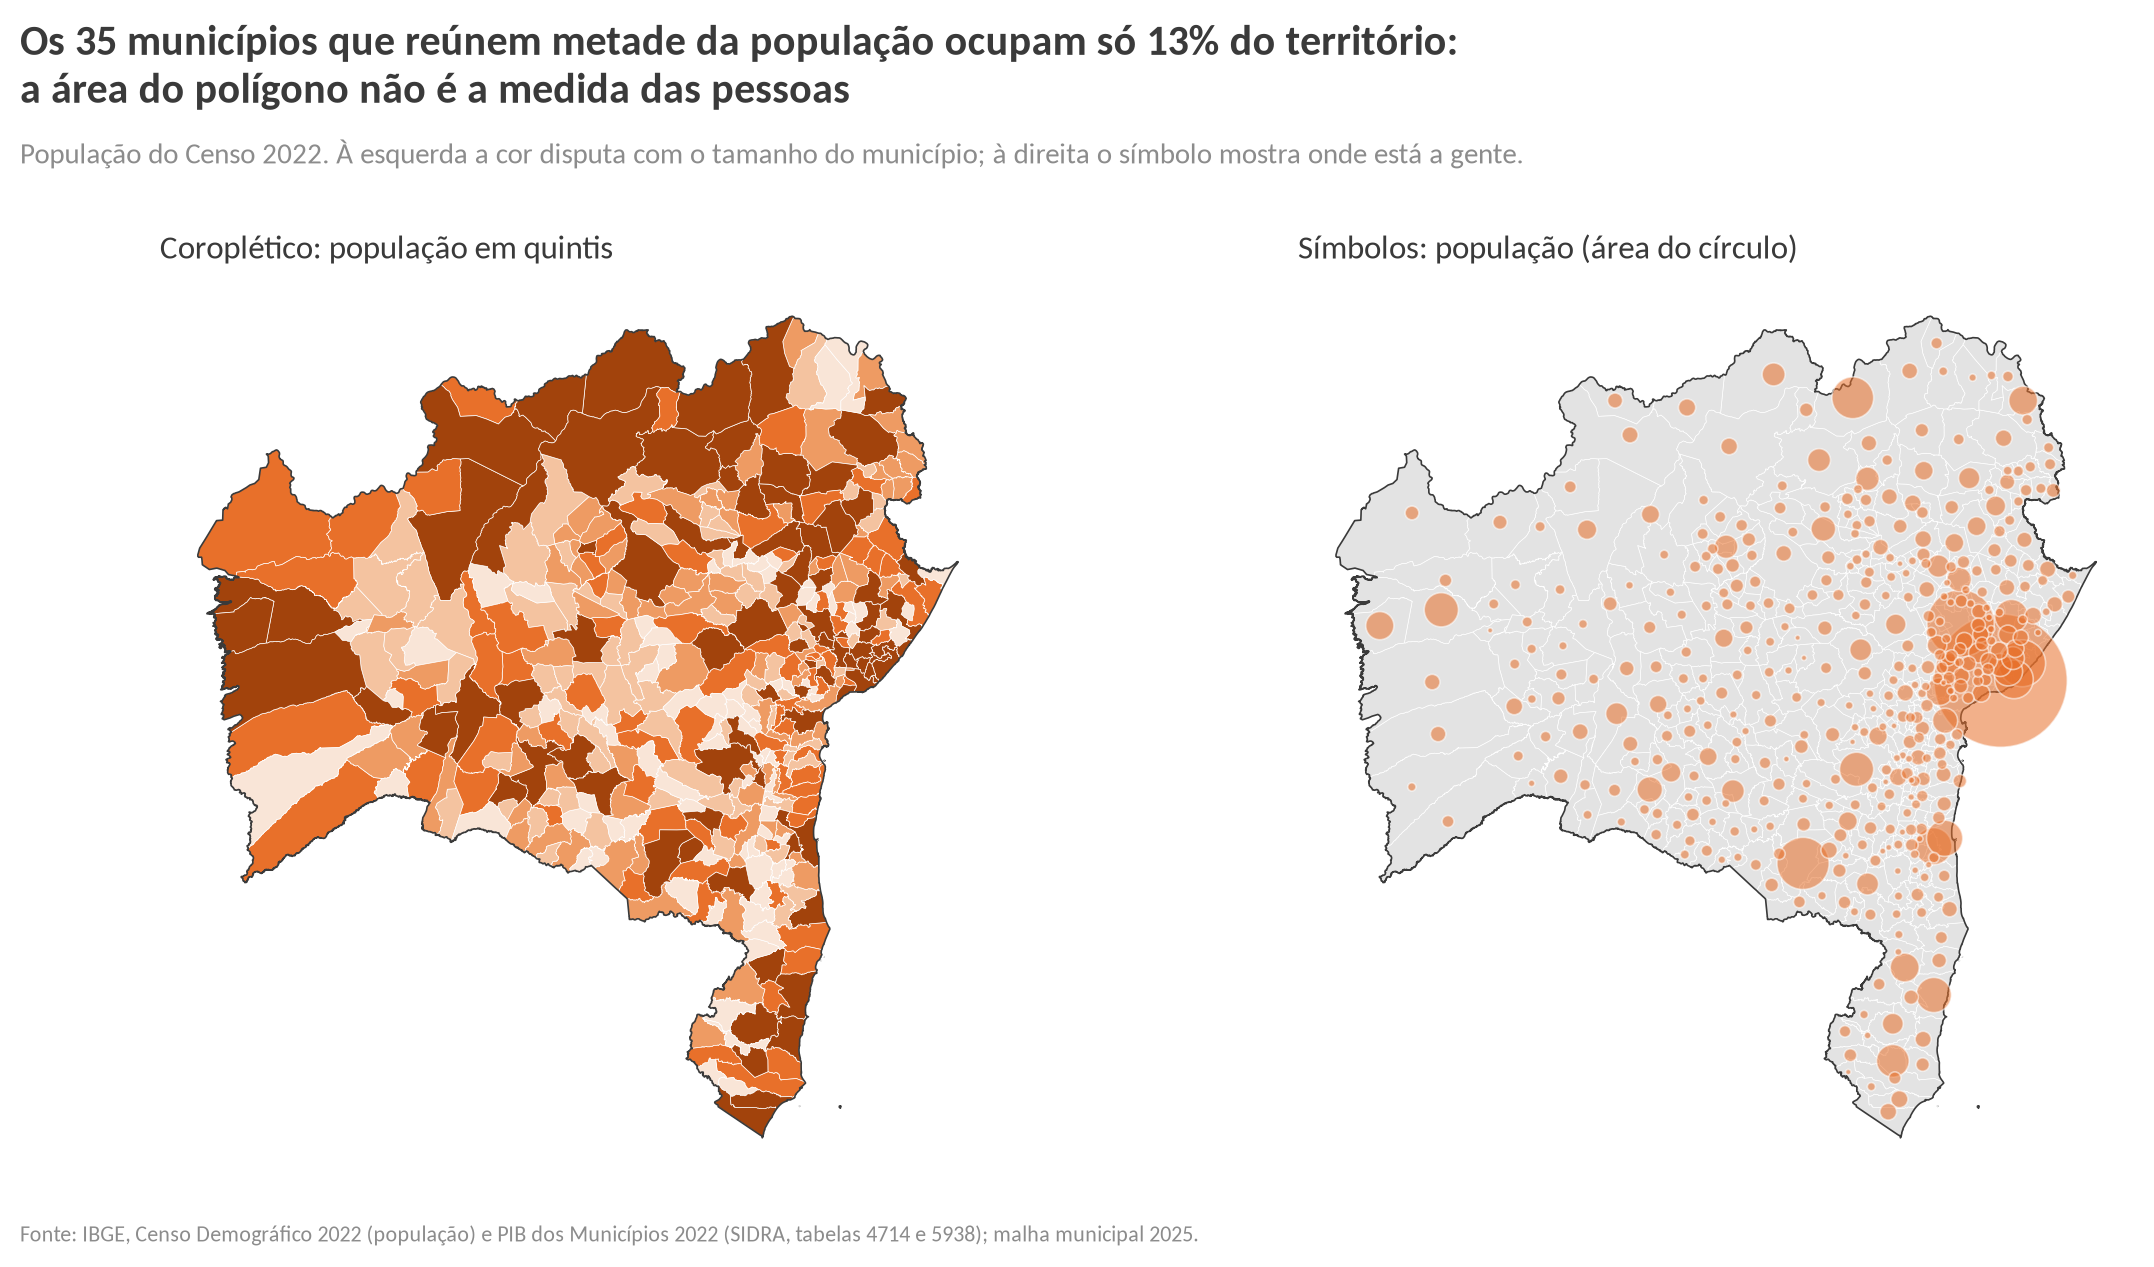 Os 35 municípios que reúnem metade da população ocupam só 13% do território:
a área do polígono não é a medida das pessoas
População do Censo 2022. À esquerda a cor disputa com o tamanho do município; à direita o símbolo mostra onde está a gente.
Coroplético: população em quintis
Símbolos: população (área do círculo)
Fonte: IBGE, Censo Demográfico 2022 (população) e PIB dos Municípios 2022 (SIDRA, tabelas 4714 e 5938); malha municipal 2025.